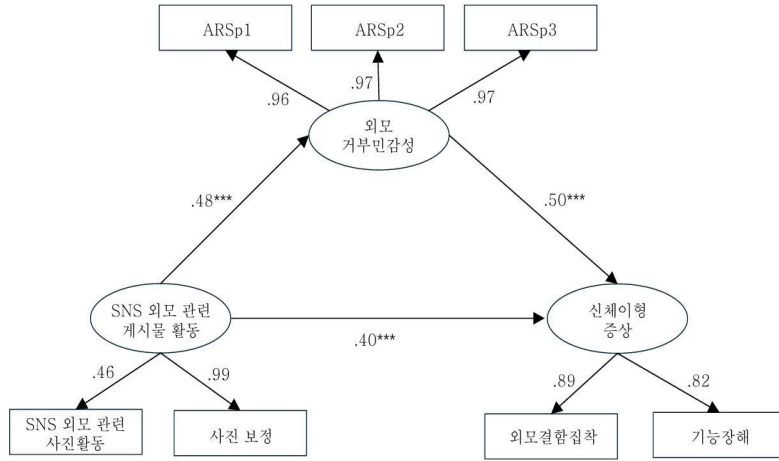 ARSp1
ARSp2
ARSp3
.96
.97
.97
외모
거부민감성
.48***
.50***
SNS 외모 관련
게시물 활동
신체이형
증상
.40***
.46
.99
.89
.82
SNS 외모 관련
사진활동
사진 보정
외모결함집착
기능장해